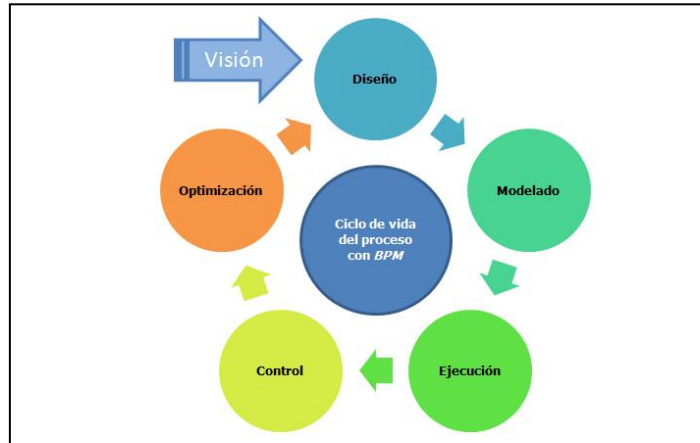 Visión
Diseño
Modelado
Ejecución
Control
Optimización
Ciclo de vida
del proceso
con BPM